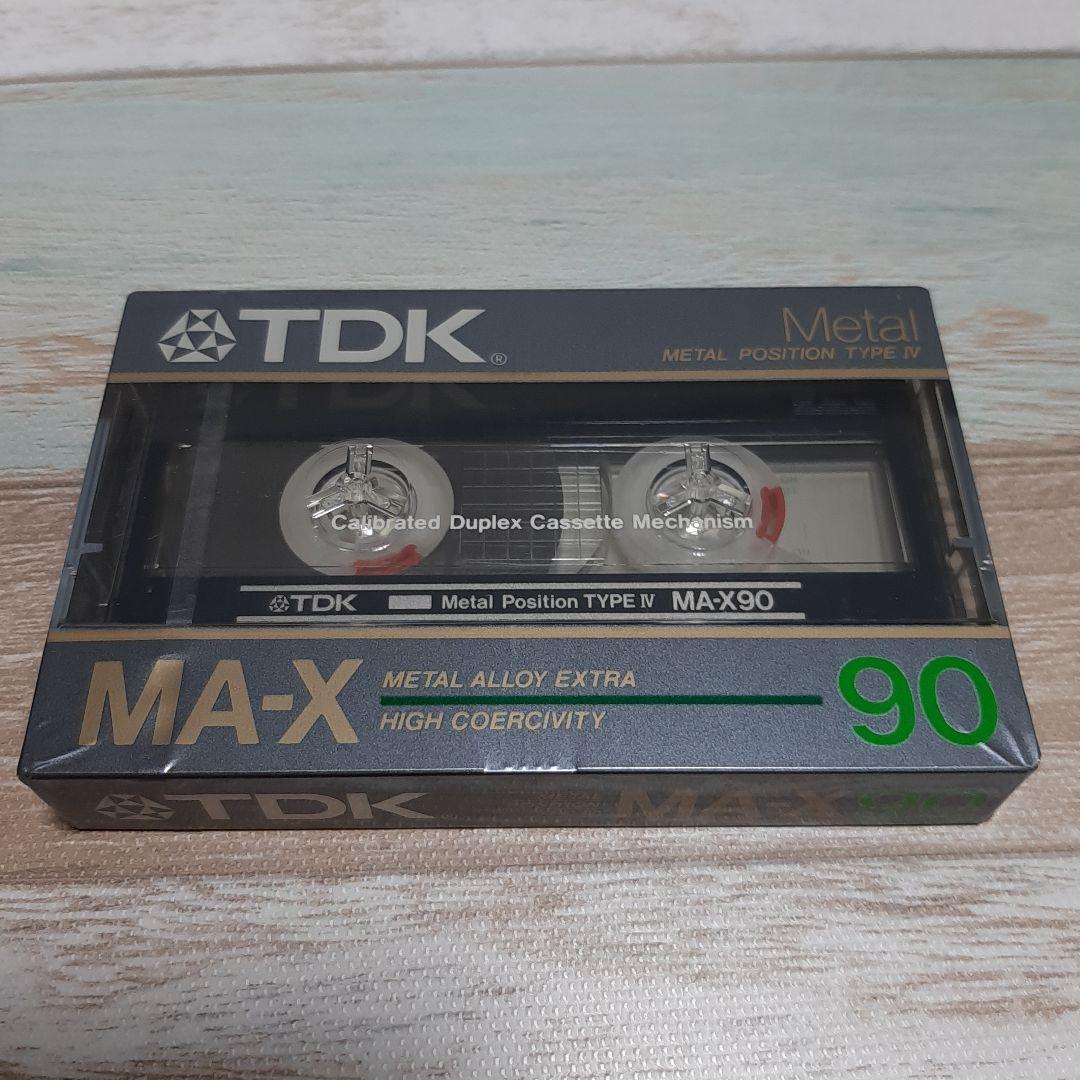 TDK®
Metal
METAL POSITION TYPE IV
Calibrated Duplex Cassette Mechanism
TDK Metal Position TYPE IV MA-X90
MA-X METAL ALLOY EXTRA HIGH COERCIVITY 90
TDK MA-X90